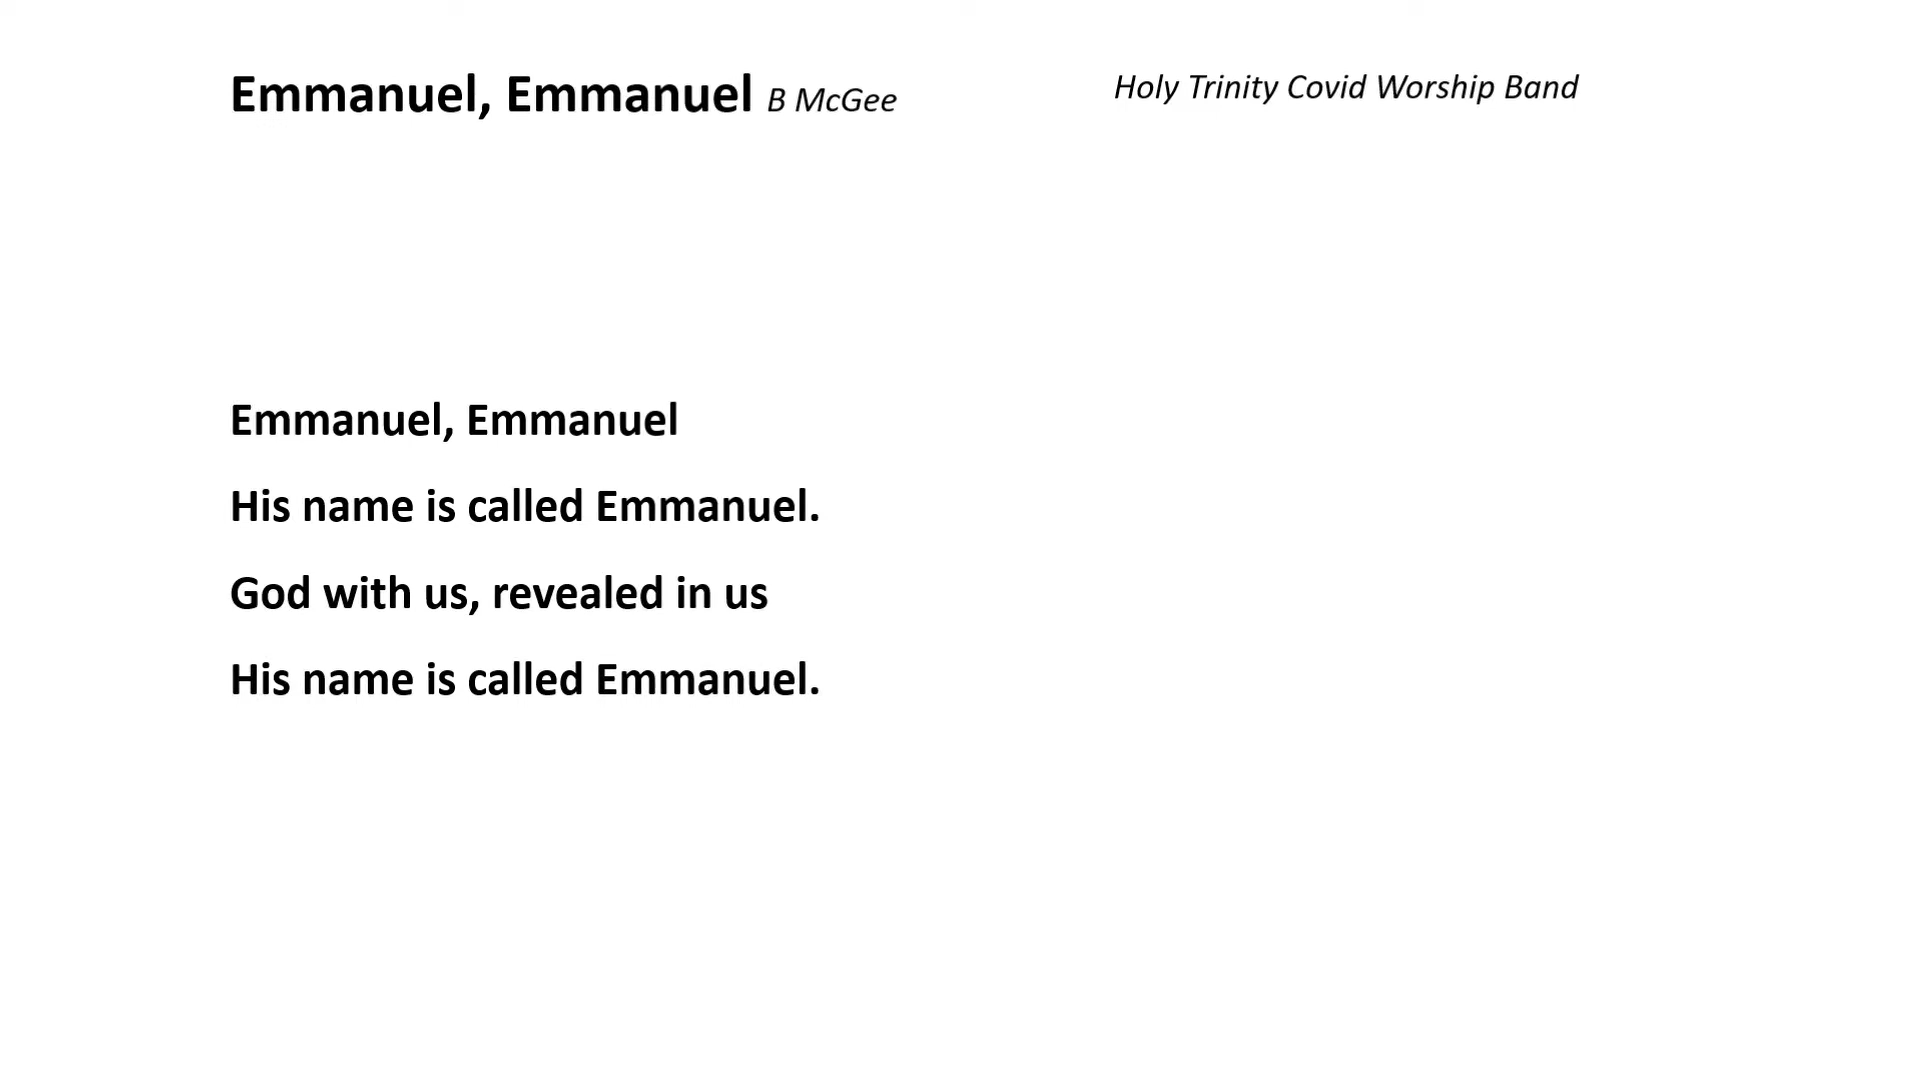 Emmanuel, Emmanuel B McGee
Holy Trinity Covid Worship Band
Emmanuel, Emmanuel
His name is called Emmanuel.
God with us, revealed in us
His name is called Emmanuel.